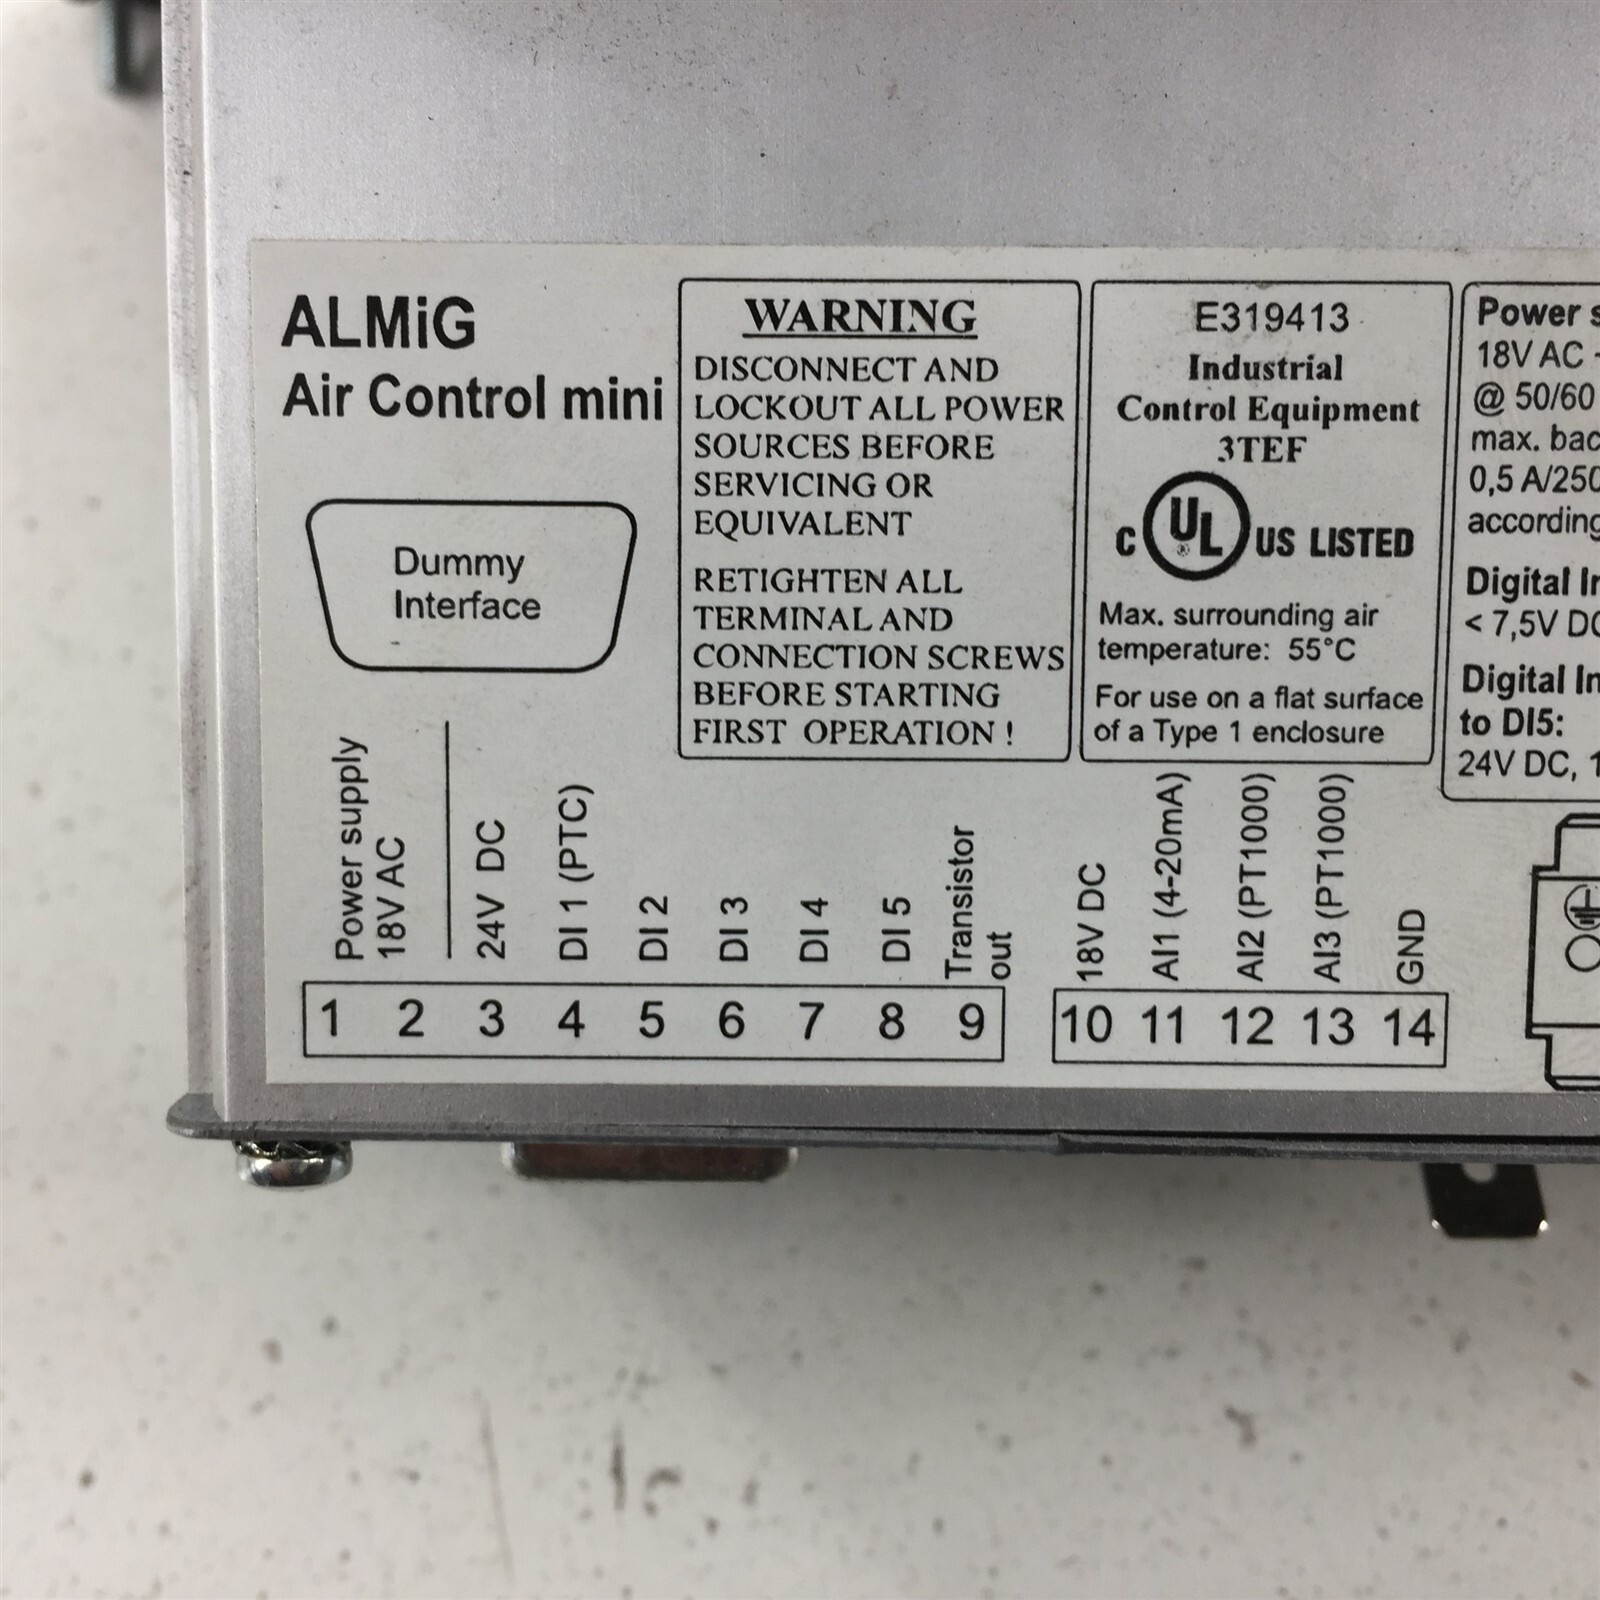 ALMiG
Air Control mini
Dummy
Interface
WARNING
DISCONNECT AND
LOCKOUT ALL POWER
SOURCES BEFORE
SERVICING OR
EQUIVALENT
RETIGHTEN ALL
TERMINAL AND
CONNECTION SCREWS
BEFORE STARTING
FIRST OPERATION !
E319413
Industrial
Control Equipment
3TEF
C UL US LISTED
Max. surrounding air
temperature: 55°C
For use on a flat surface
of a Type 1 enclosure
Power
18V AC
@ 50/60
max.
0,5
Digital
< 7,5V
Digital
to DI5:
24V DC,
Power supply
18V AC
24V DC
DI 1 (PTC)
DI 2
DI 3
DI 4
DI 5
Transistor
out
18V DC
AI1 (4-20mA)
AI2 (PT1000)
AI3 (PT1000)
GND
1 2 3 4 5 6 7 8 9
10 11 12 13 14